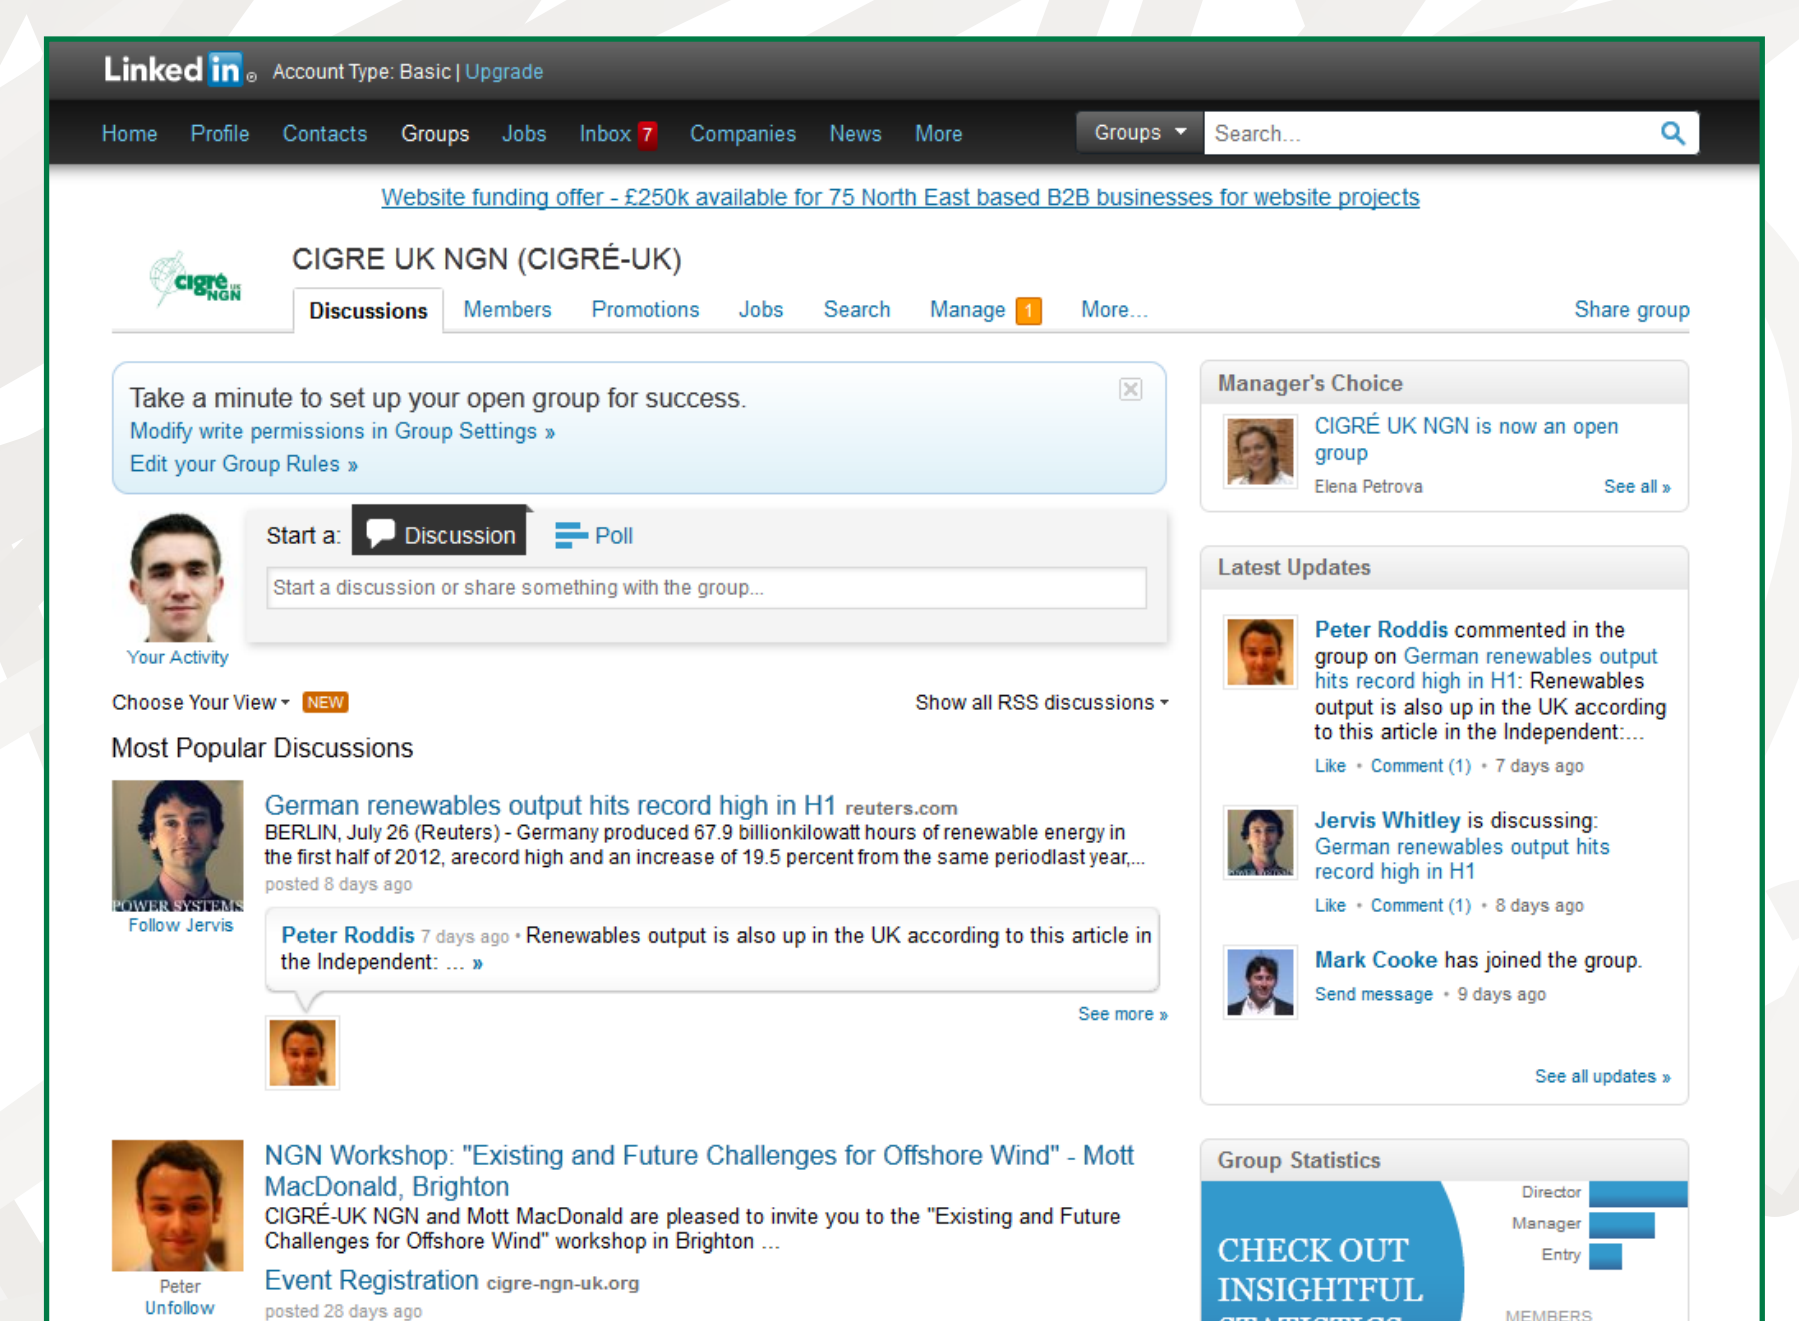 Linked in ® Account Type: Basic | Upgrade
Home Profile Contacts Groups Jobs Inbox 7 Companies News More Groups Search...
Website funding offer - £250k available for 75 North East based B2B businesses for website projects
cigré UK
NGN
CIGRE UK NGN (CIGRÉ-UK)
Discussions Members Promotions Jobs Search Manage 1 More... Share group
Take a minute to set up your open group for success.
Modify write permissions in Group Settings »
Edit your Group Rules »
Start a: Discussion Poll
Start a discussion or share something with the group...
Your Activity
Choose Your View NEW Show all RSS discussions
Most Popular Discussions
German renewables output hits record high in H1 reuters.com
BERLIN, July 26 (Reuters) - Germany produced 67.9 billionkilowatt hours of renewable energy in
the first half of 2012, arecord high and an increase of 19.5 percent from the same periodlast year,...
posted 8 days ago
POWER SYSTEMS
Follow Jervis
Peter Roddis 7 days ago • Renewables output is also up in the UK according to this article in
the Independent: ... »
See more »
NGN Workshop: "Existing and Future Challenges for Offshore Wind" - Mott
MacDonald, Brighton
CIGRÉ-UK NGN and Mott MacDonald are pleased to invite you to the "Existing and Future
Challenges for Offshore Wind" workshop in Brighton ...
Peter
Unfollow
Event Registration cigre-ngn-uk.org
posted 28 days ago
Manager's Choice
CIGRÉ UK NGN is now an open
group
Elena Petrova See all »
Latest Updates
Peter Roddis commented in the
group on German renewables output
hits record high in H1: Renewables
output is also up in the UK according
to this article in the Independent:...
Like • Comment (1) • 7 days ago
Jervis Whitley is discussing:
German renewables output hits
record high in H1
Like • Comment (1) • 8 days ago
Mark Cooke has joined the group.
Send message • 9 days ago
See all updates »
Group Statistics
CHECK OUT
INSIGHTFUL
STATISTICS
Director
Manager
Entry
MEMBERS